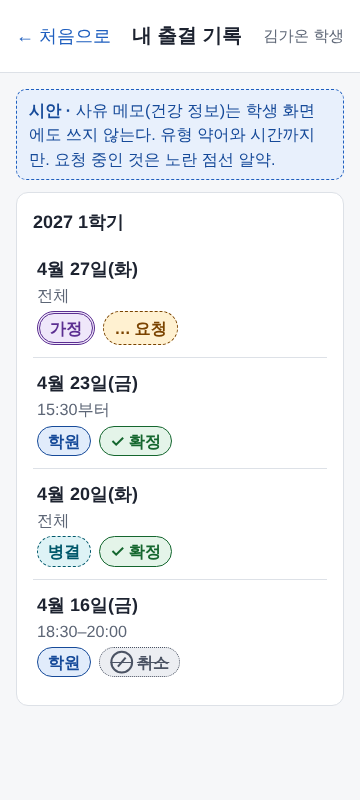 ← 처음으로 내 출결 기록 김가온 학생
시안 · 사유 메모(건강 정보)는 학생 화면
에도 쓰지 않는다. 유형 약어와 시간까지
만. 요청 중인 것은 노란 점선 알약.
2027 1학기
4월 27일(화)
전체
가정 … 요청
4월 23일(금)
15:30부터
학원 ✓ 확정
4월 20일(화)
전체
병결 ✓ 확정
4월 16일(금)
18:30–20:00
학원 취소